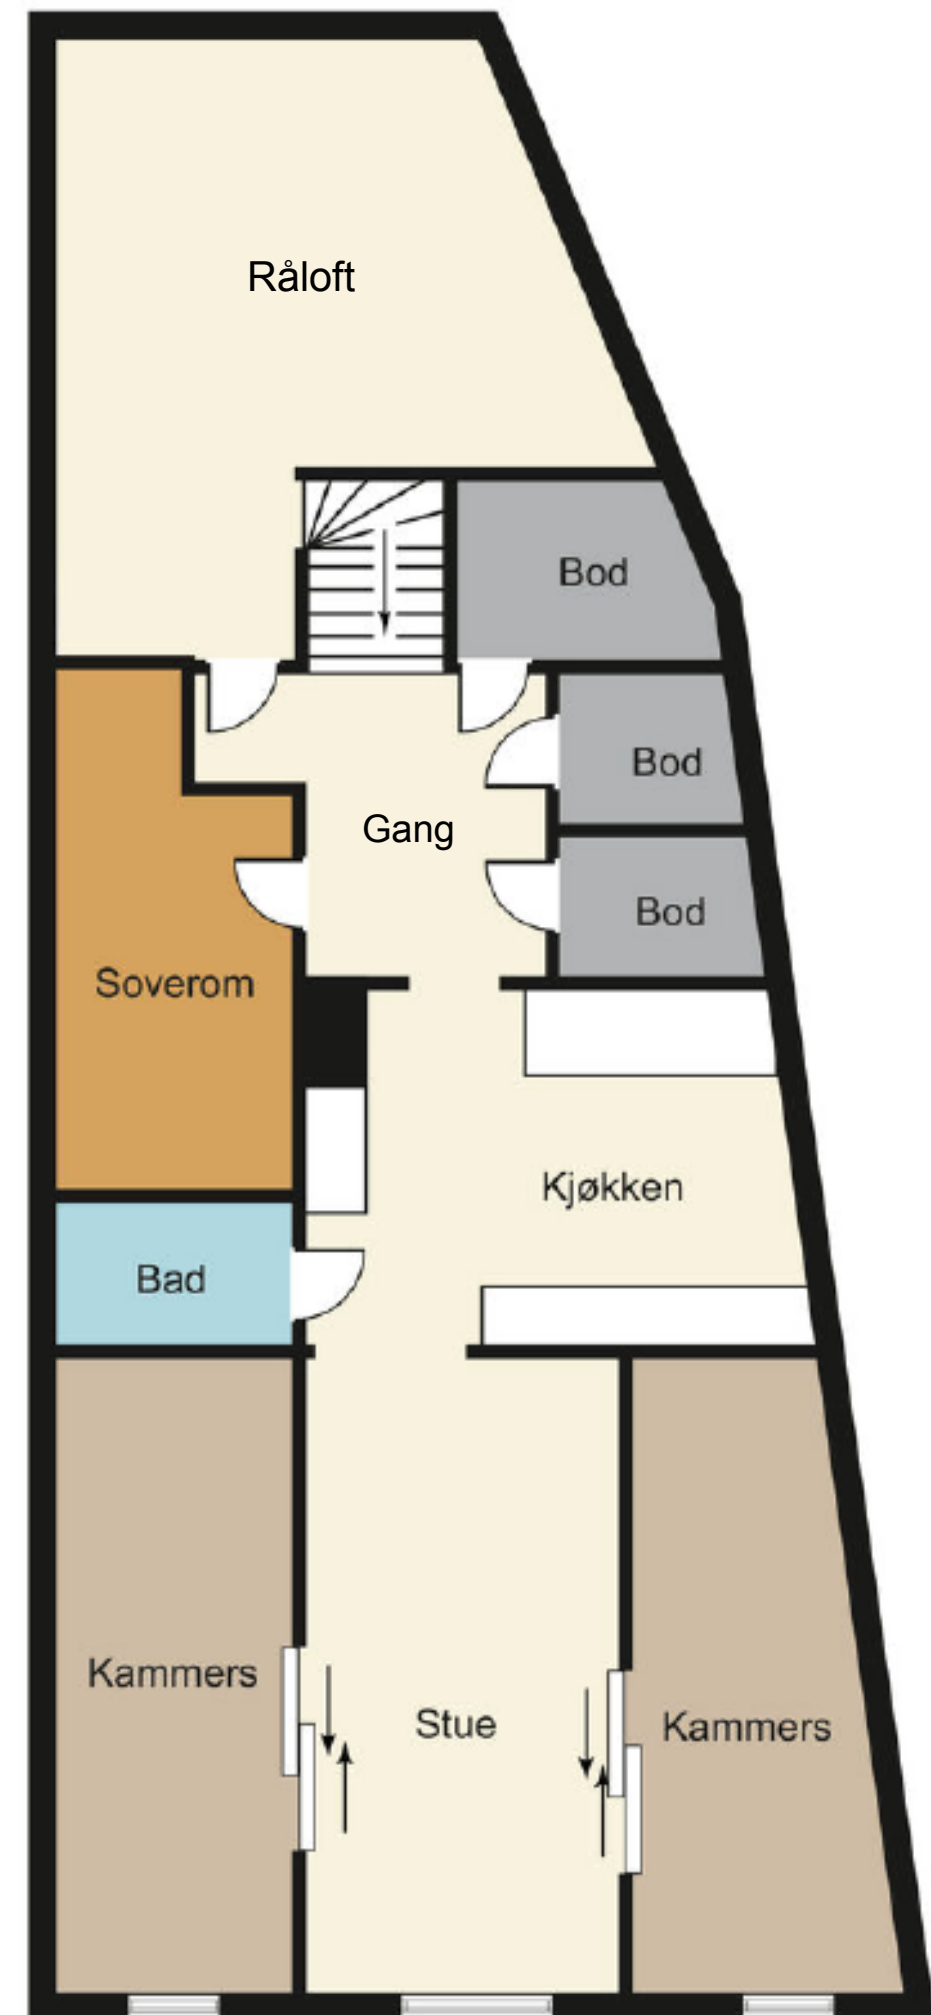 Råloft
Bod
Bod
Gang
Bod
Soverom
Kjøkken
Bad
Kammers
Stue
Kammers